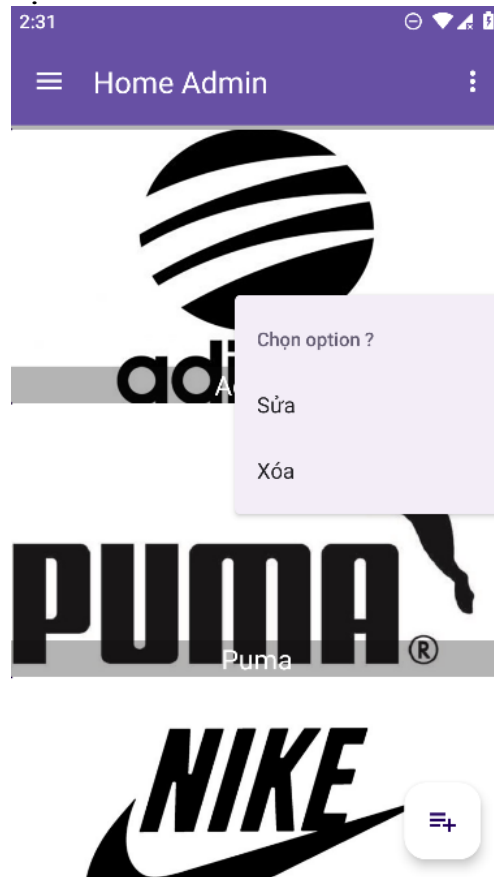 2:31
Home Admin
Chọn option ?
Sửa
Xóa
PUMA
®
Puma
NIKE